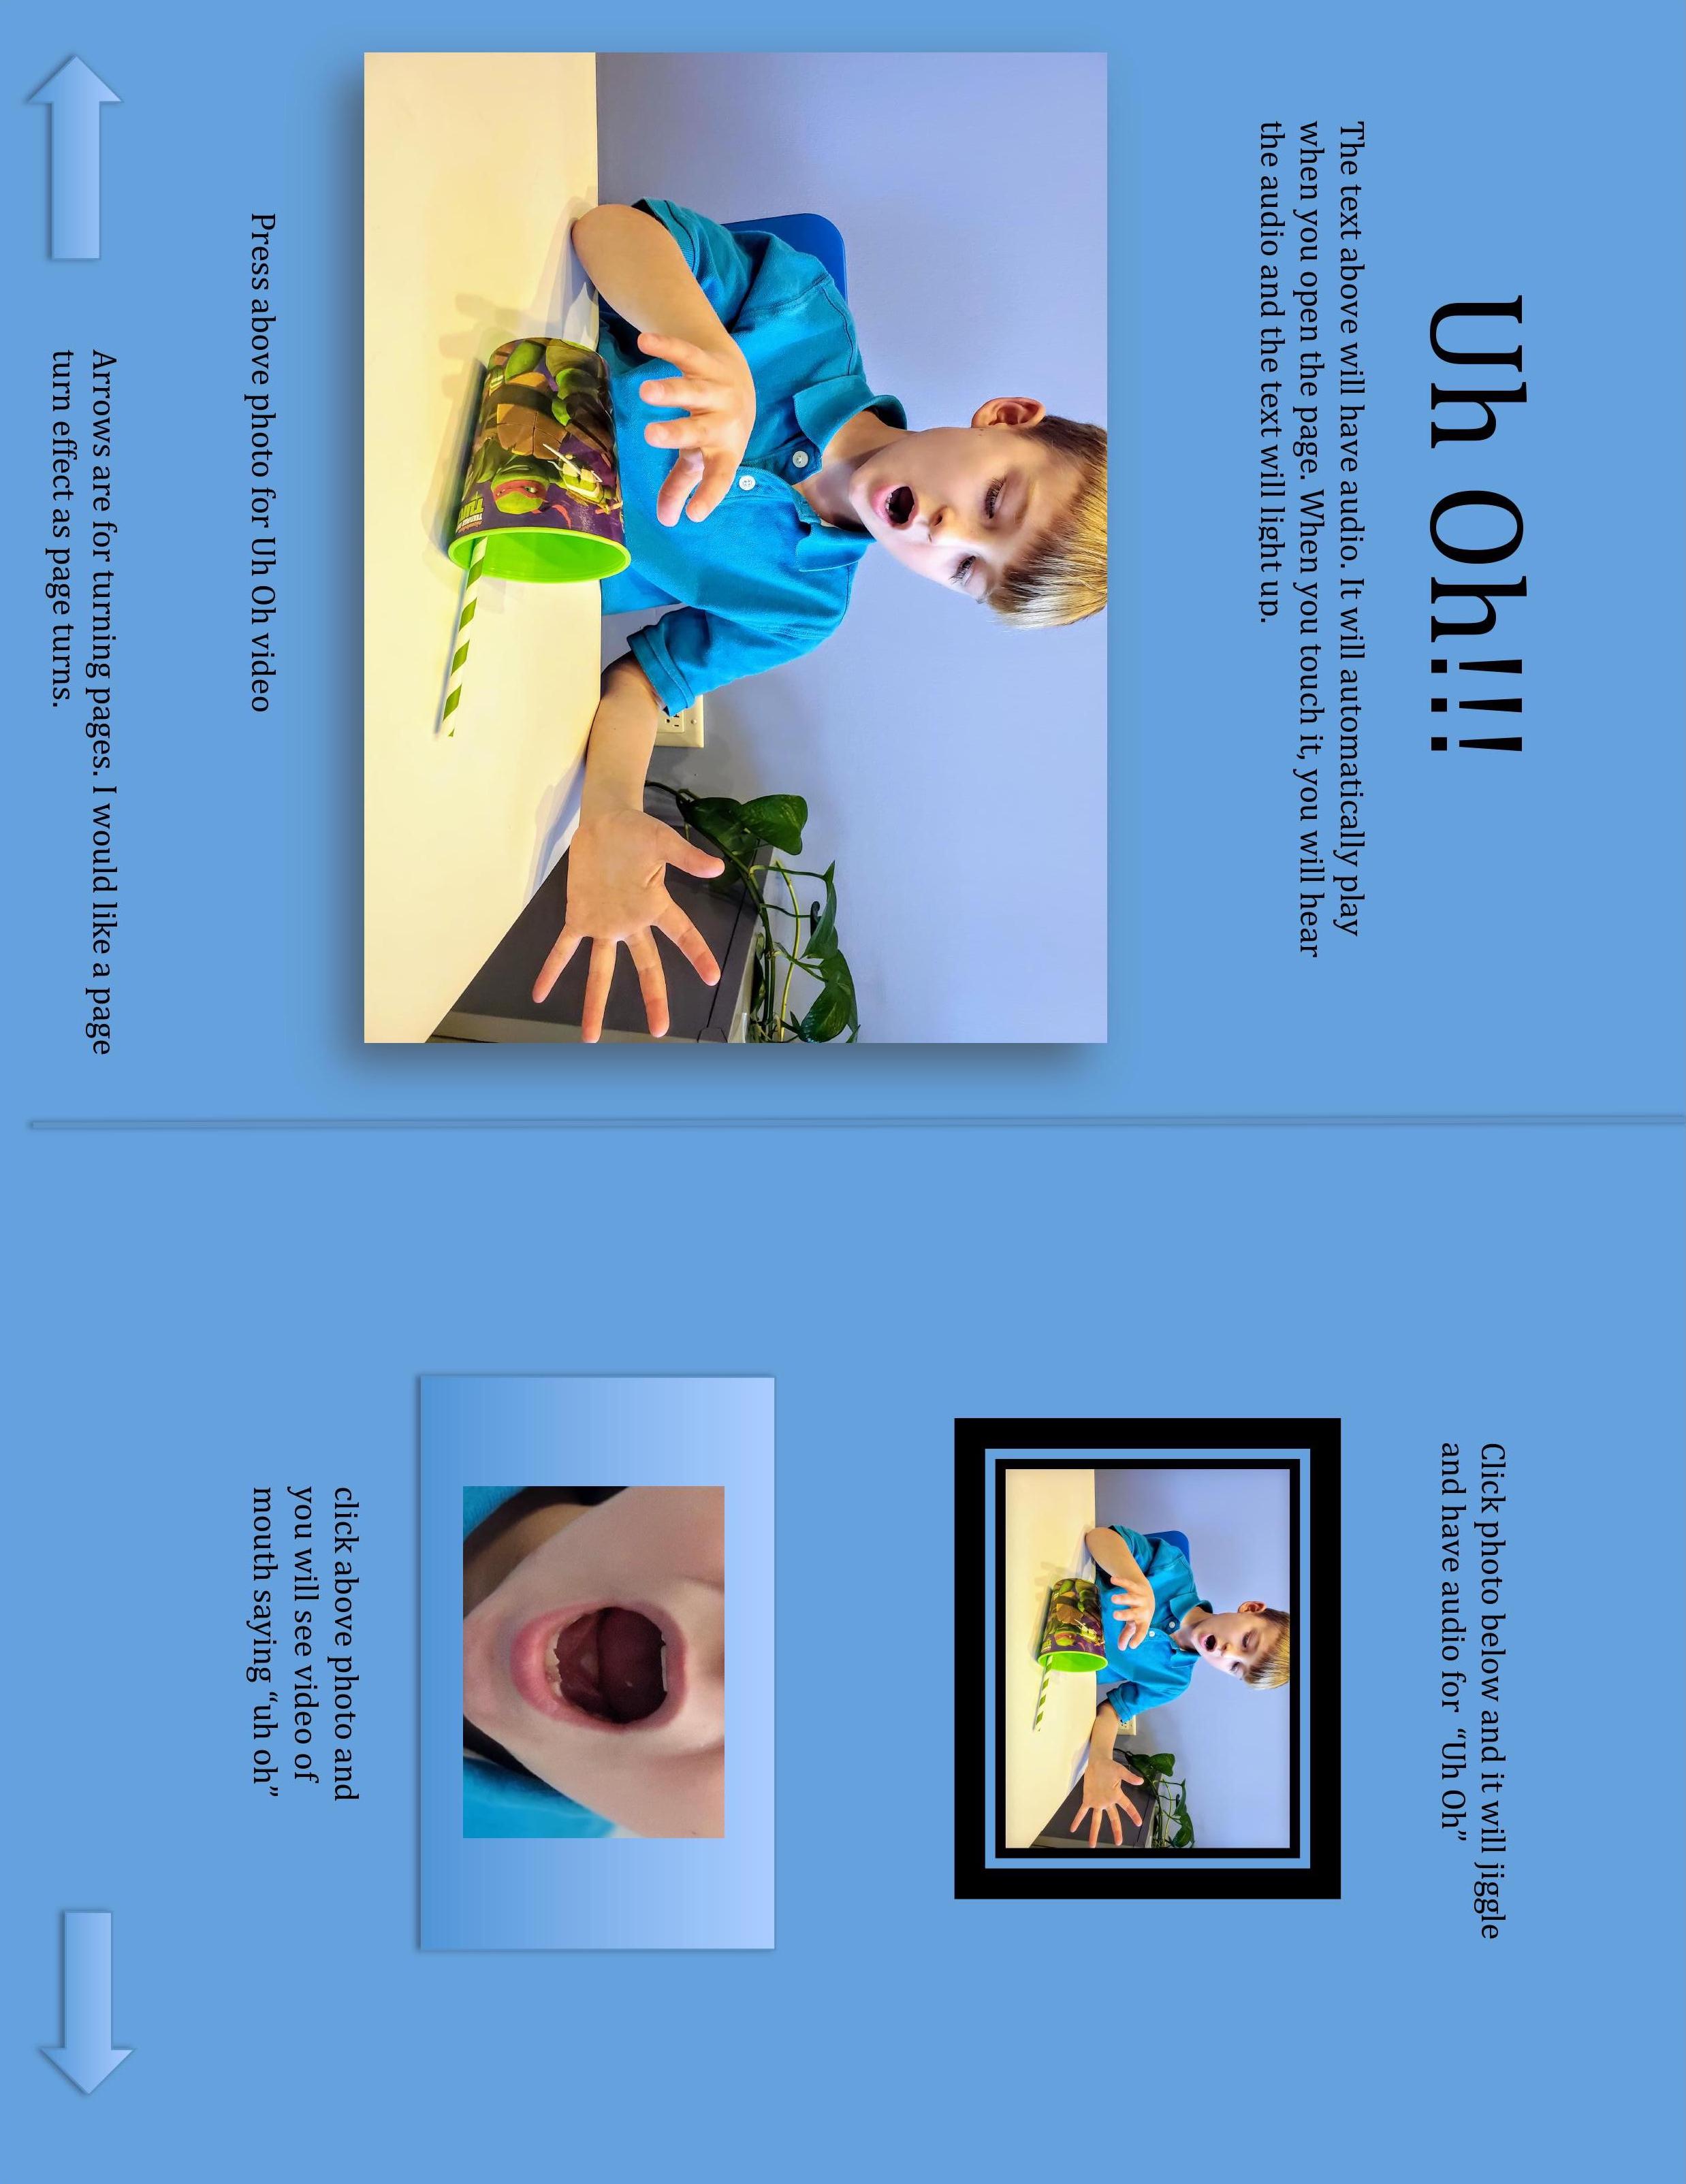 Uh Oh!!!
The text above will have audio. It will automatically play
when you open the page. When you touch it, you will hear
the audio and the text will light up.
Press above photo for Uh Oh video
Arrows are for turning pages. I would like a page
turn effect as page turns.
Click photo below and it will jiggle
and have audio for “Uh Oh”
click above photo and
you will see video of
mouth saying “uh oh”